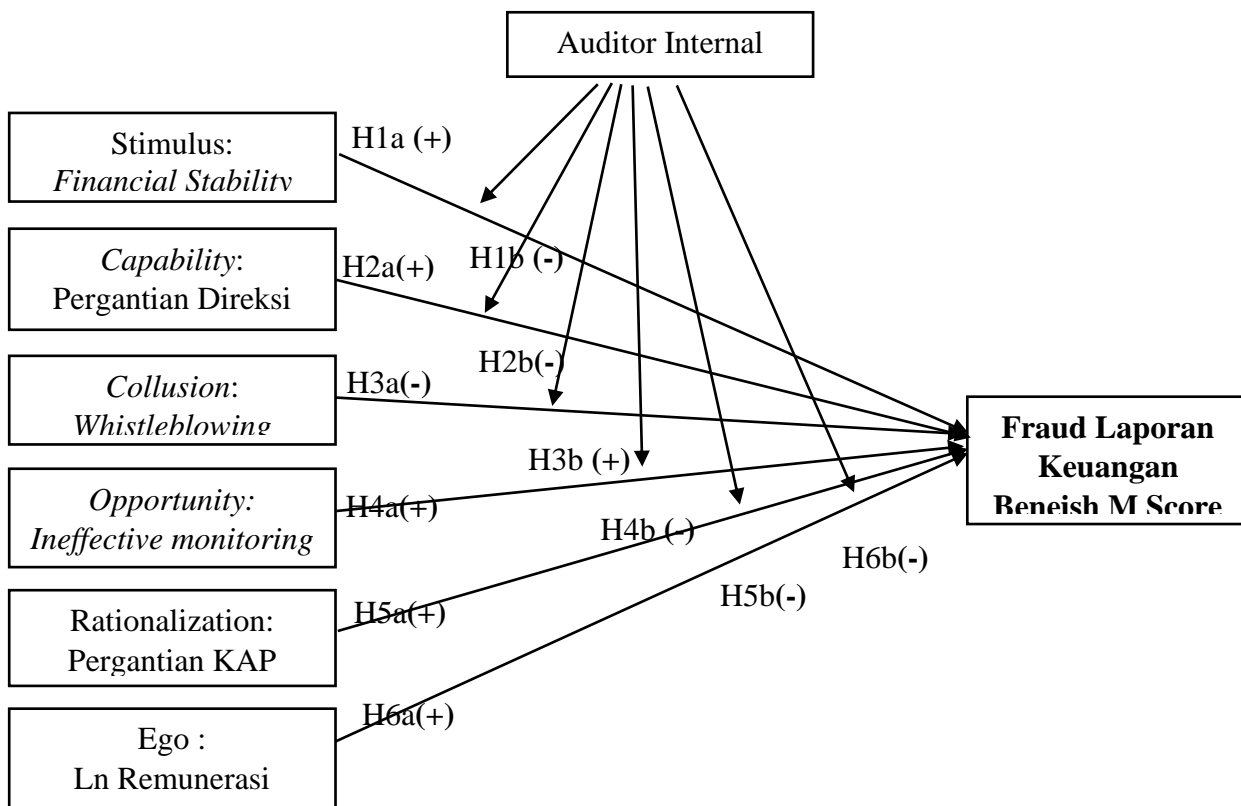 Auditor Internal
Stimulus:
Financial Stability
H1a (+)
Capability:
Pergantian Direksi
H2a(+)
H1b (-)
Collusion:
Whistleblowing
H3a(-)
H2b(-)
Opportunity:
Ineffective monitoring
H4a(+)
H3b (+)
Rationalization:
Pergantian KAP
H5a(+)
H4b (-)
Ego :
Ln Remunerasi
H6a(+)
H5b(-)
H6b(-)
Fraud Laporan
Keuangan
Beneish M Score